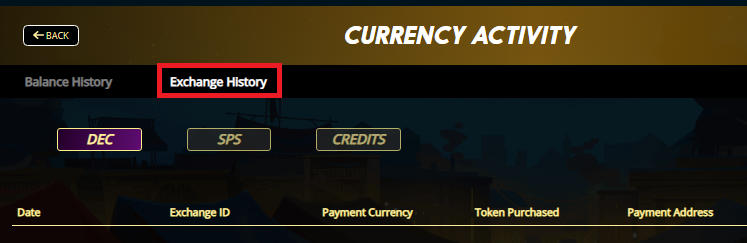 BACK
CURRENCY ACTIVITY
Balance History Exchange History
DEC SPS CREDITS
Date Exchange ID Payment Currency Token Purchased Payment Address